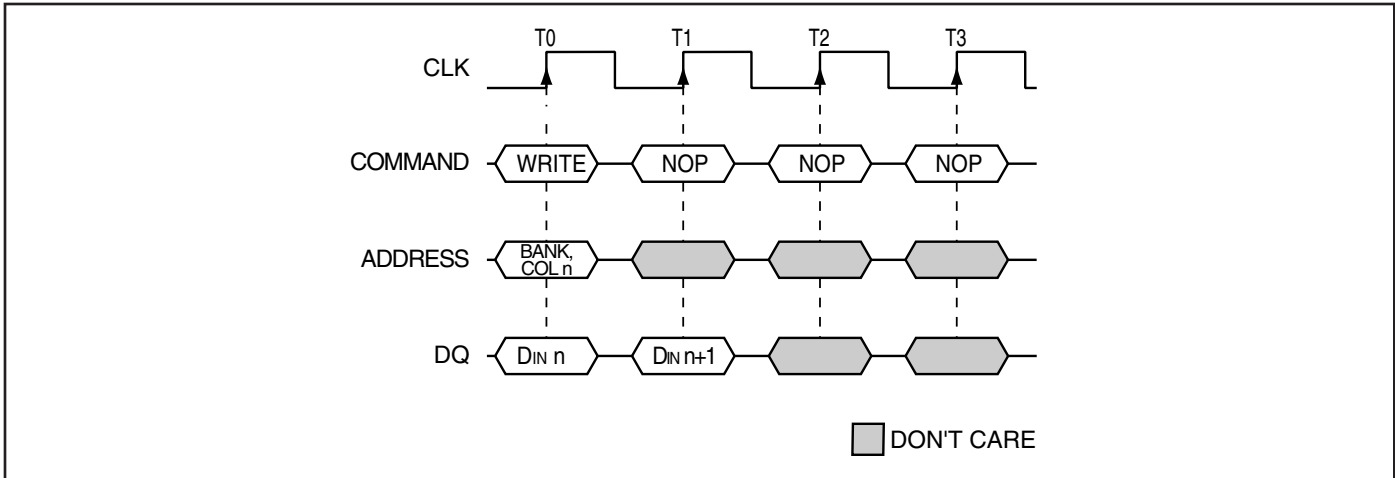 T0 T1 T2 T3
CLK
COMMAND WRITE NOP NOP NOP
ADDRESS BANK,
COL n
DQ DIN n DIN n+1
DON'T CARE